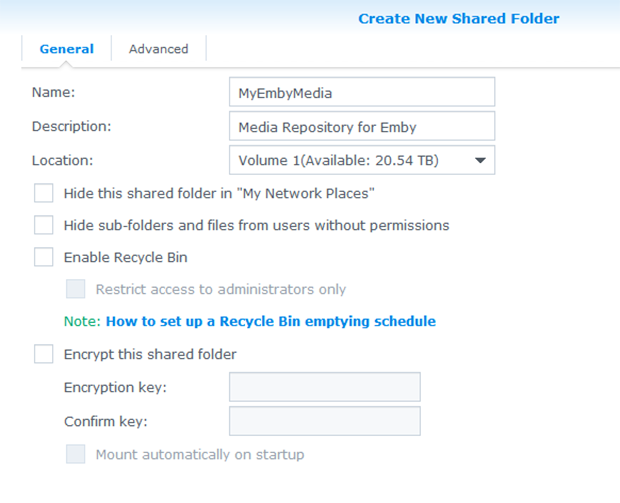 Create New Shared Folder
General Advanced
Name: MyEmbyMedia
Description: Media Repository for Emby
Location: Volume 1(Available: 20.54 TB)
Hide this shared folder in "My Network Places"
Hide sub-folders and files from users without permissions
Enable Recycle Bin
Restrict access to administrators only
Note: How to set up a Recycle Bin emptying schedule
Encrypt this shared folder
Encryption key:
Confirm key:
Mount automatically on startup